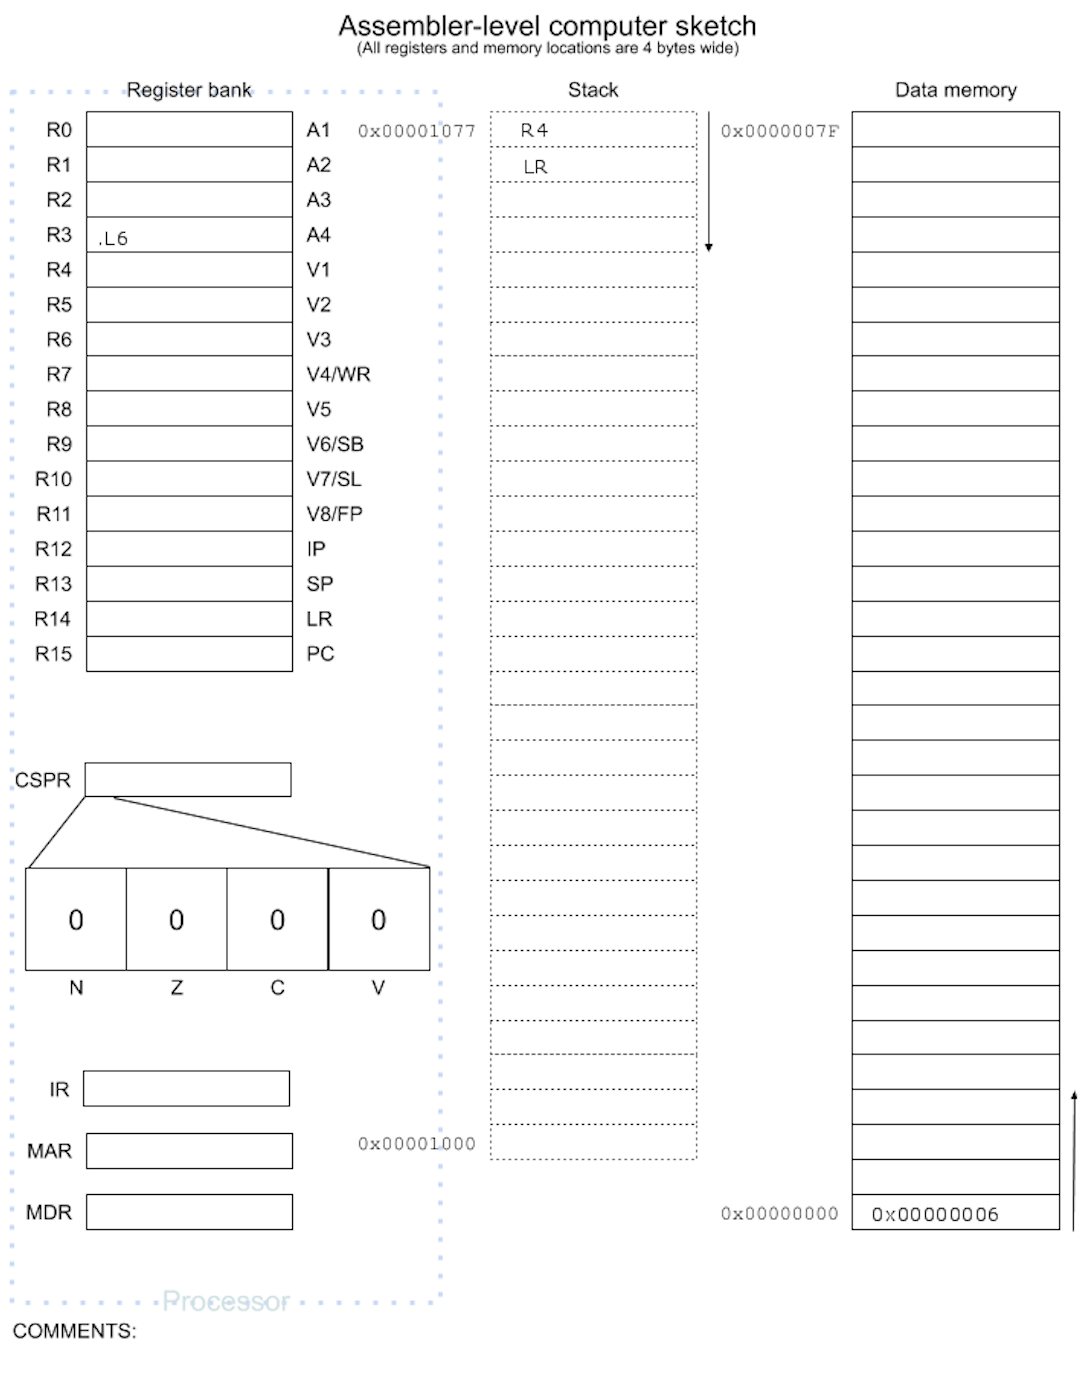 Assembler-level computer sketch
(All registers and memory locations are 4 bytes wide)
Register bank
Stack
Data memory
R0 A1 0x00001077 R4 0x0000007F
R1 A2 LR
R2 A3
R3 .L6 A4
R4 V1
R5 V2
R6 V3
R7 V4/WR
R8 V5
R9 V6/SB
R10 V7/SL
R11 V8/FP
R12 IP
R13 SP
R14 LR
R15 PC
CSPR
0 0 0 0
N Z C V
IR
MAR 0x00001000
MDR 0x00000000 0x00000006
Processor
COMMENTS: